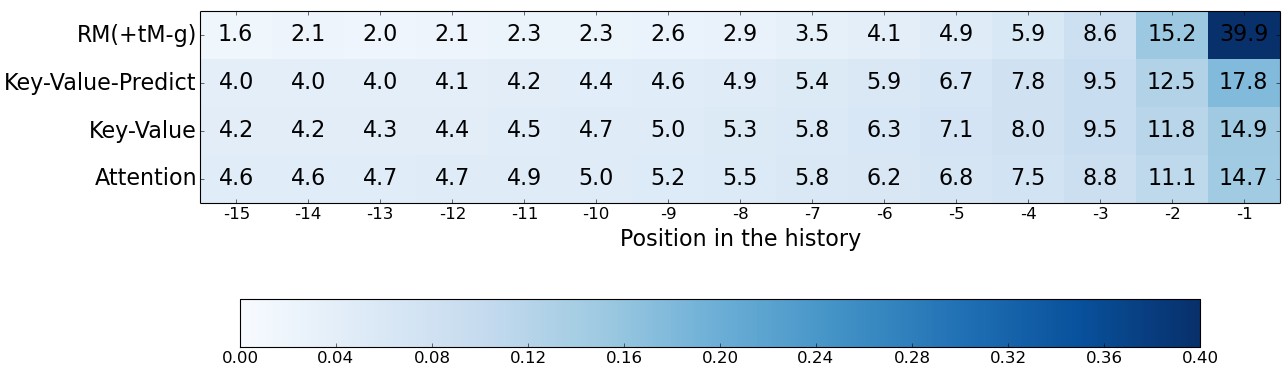 RM(+tM-g) 1.6 2.1 2.0 2.1 2.3 2.3 2.6 2.9 3.5 4.1 4.9 5.9 8.6 15.2 39.9
Key-Value-Predict 4.0 4.0 4.0 4.1 4.2 4.4 4.6 4.9 5.4 5.9 6.7 7.8 9.5 12.5 17.8
Key-Value 4.2 4.2 4.3 4.4 4.5 4.7 5.0 5.3 5.8 6.3 7.1 8.0 9.5 11.8 14.9
Attention 4.6 4.6 4.7 4.7 4.9 5.0 5.2 5.5 5.8 6.2 6.8 7.5 8.8 11.1 14.7
-15 -14 -13 -12 -11 -10 -9 -8 -7 -6 -5 -4 -3 -2 -1
Position in the history
0.00 0.04 0.08 0.12 0.16 0.20 0.24 0.28 0.32 0.36 0.40